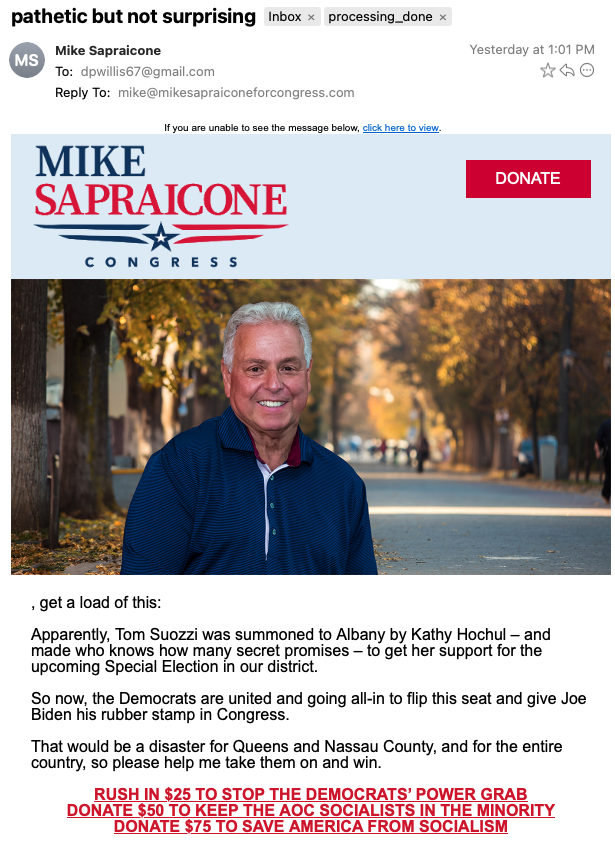 pathetic but not surprising Inbox × processing_done ×
MS
Mike Sapraicone
Yesterday at 1:01 PM
To: dpwillis67@gmail.com
Reply To: mike@mikesapraiconeforcongress.com
If you are unable to see the message below, click here to view.
MIKE
SAPRAICONE
CONGRESS
DONATE
, get a load of this:
Apparently, Tom Suozzi was summoned to Albany by Kathy Hochul – and
made who knows how many secret promises – to get her support for the
upcoming Special Election in our district.
So now, the Democrats are united and going all-in to flip this seat and give Joe
Biden his rubber stamp in Congress.
That would be a disaster for Queens and Nassau County, and for the entire
country, so please help me take them on and win.
RUSH IN $25 TO STOP THE DEMOCRATS’ POWER GRAB
DONATE $50 TO KEEP THE AOC SOCIALISTS IN THE MINORITY
DONATE $75 TO SAVE AMERICA FROM SOCIALISM